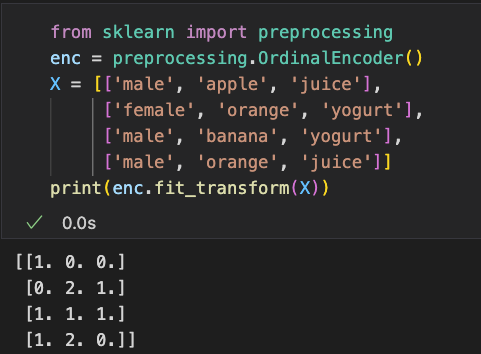 from sklearn import preprocessing
enc = preprocessing.OrdinalEncoder()
X = [['male', 'apple', 'juice'],
['female', 'orange', 'yogurt'],
['male', 'banana', 'yogurt'],
['male', 'orange', 'juice']]
print(enc.fit_transform(X))
✓ 0.0s
[[1. 0. 0.]
[0. 2. 1.]
[1. 1. 1.]
[1. 2. 0.]]